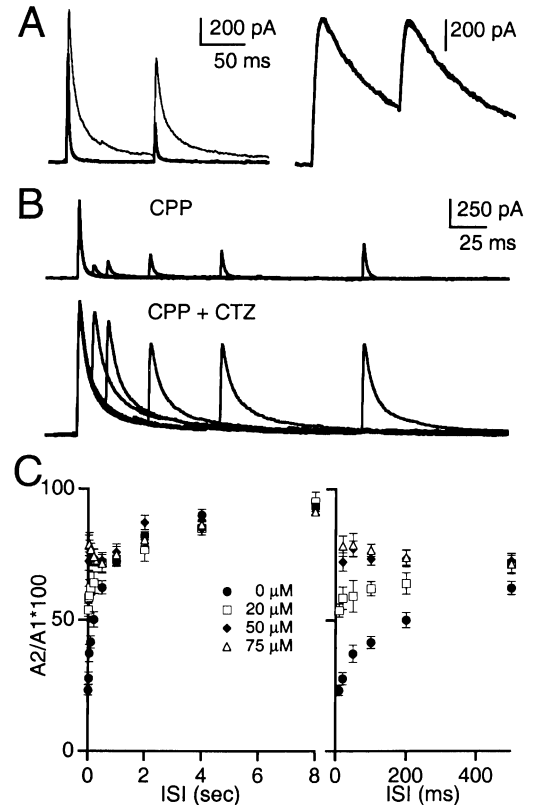 A
200 pA
50 ms
200 pA
B
CPP
250 pA
25 ms
CPP + CTZ
C
A2/A1*100
100
50
0
0 µM
20 µM
50 µM
75 µM
0 2 4 6 8
ISI (sec)
0 200 400
ISI (ms)